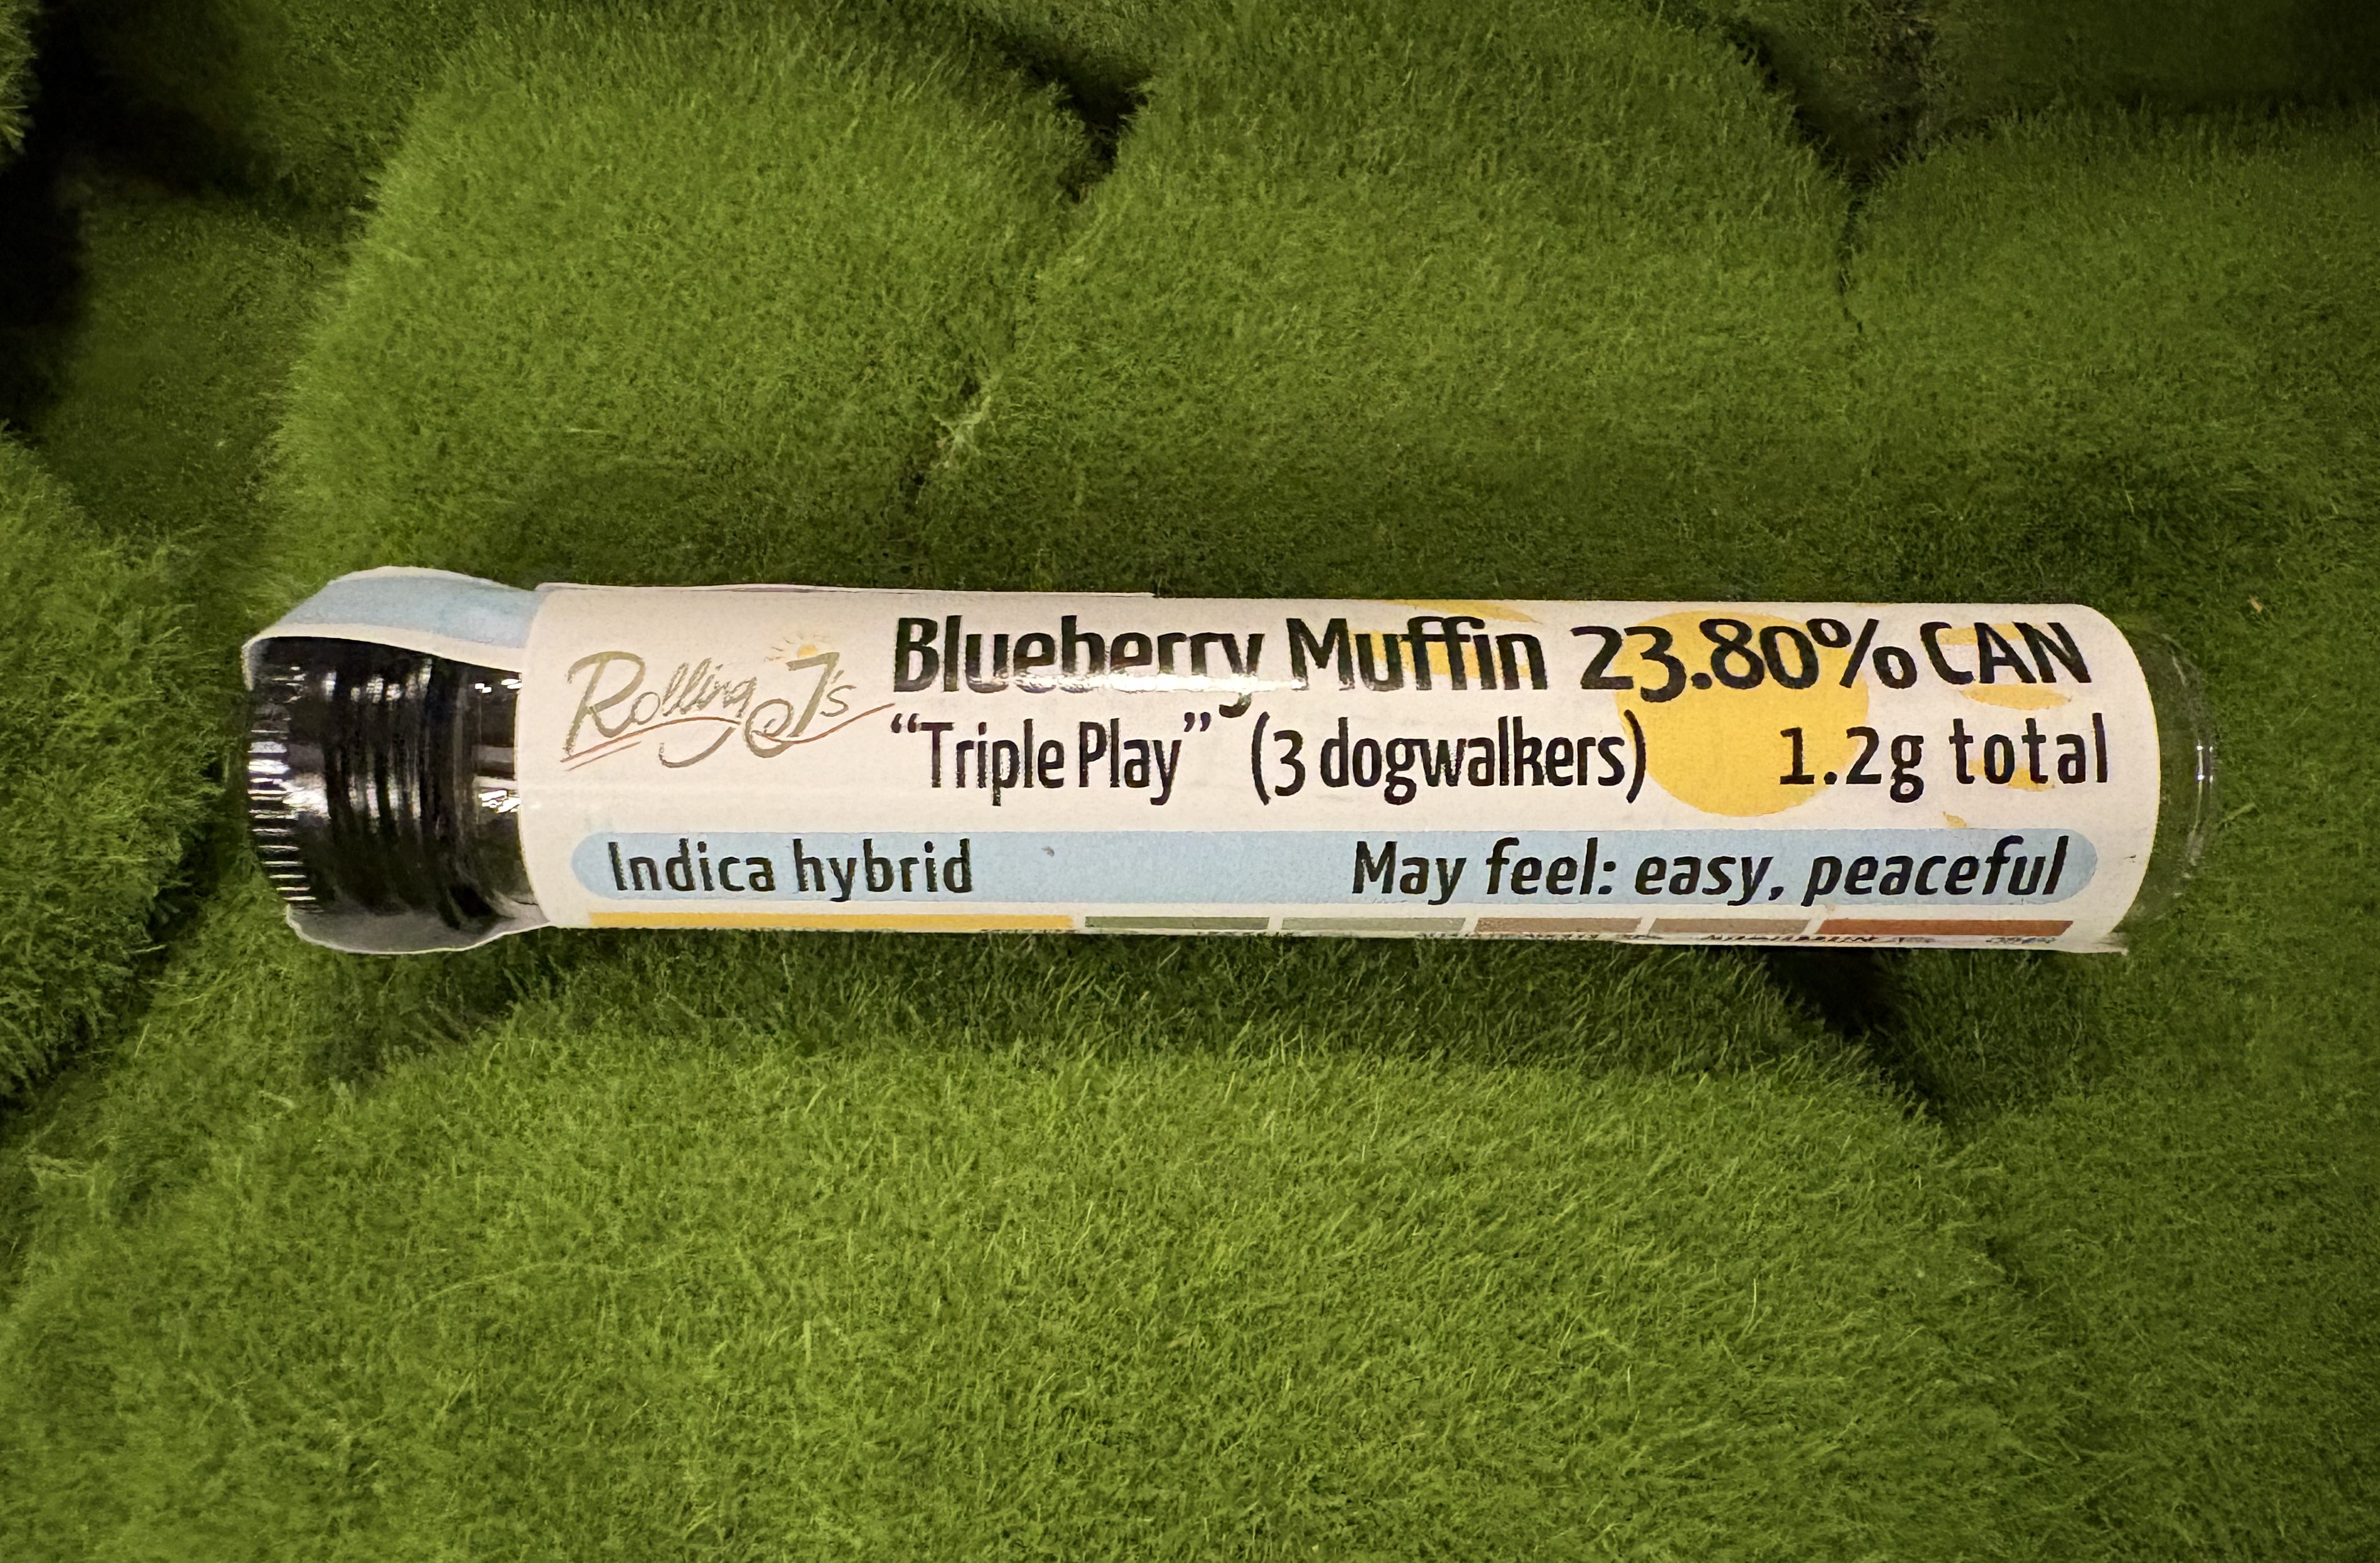 Rolling J's
Blueberry Muffin 23.80% CAN
"Triple Play" (3 dogwalkers) 1.2g total
Indica hybrid May feel: easy, peaceful